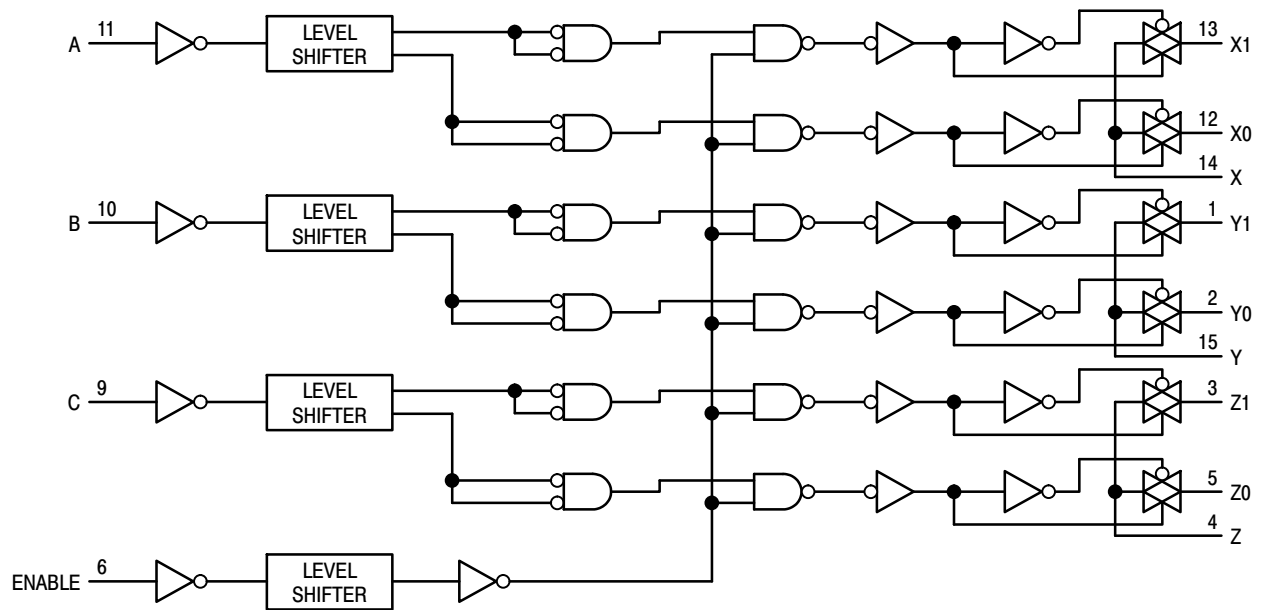 A 11
LEVEL
SHIFTER
13 X1
12 X0
14 X
B 10
LEVEL
SHIFTER
1 Y1
2 Y0
15 Y
C 9
LEVEL
SHIFTER
3 Z1
5 Z0
4 Z
ENABLE 6
LEVEL
SHIFTER